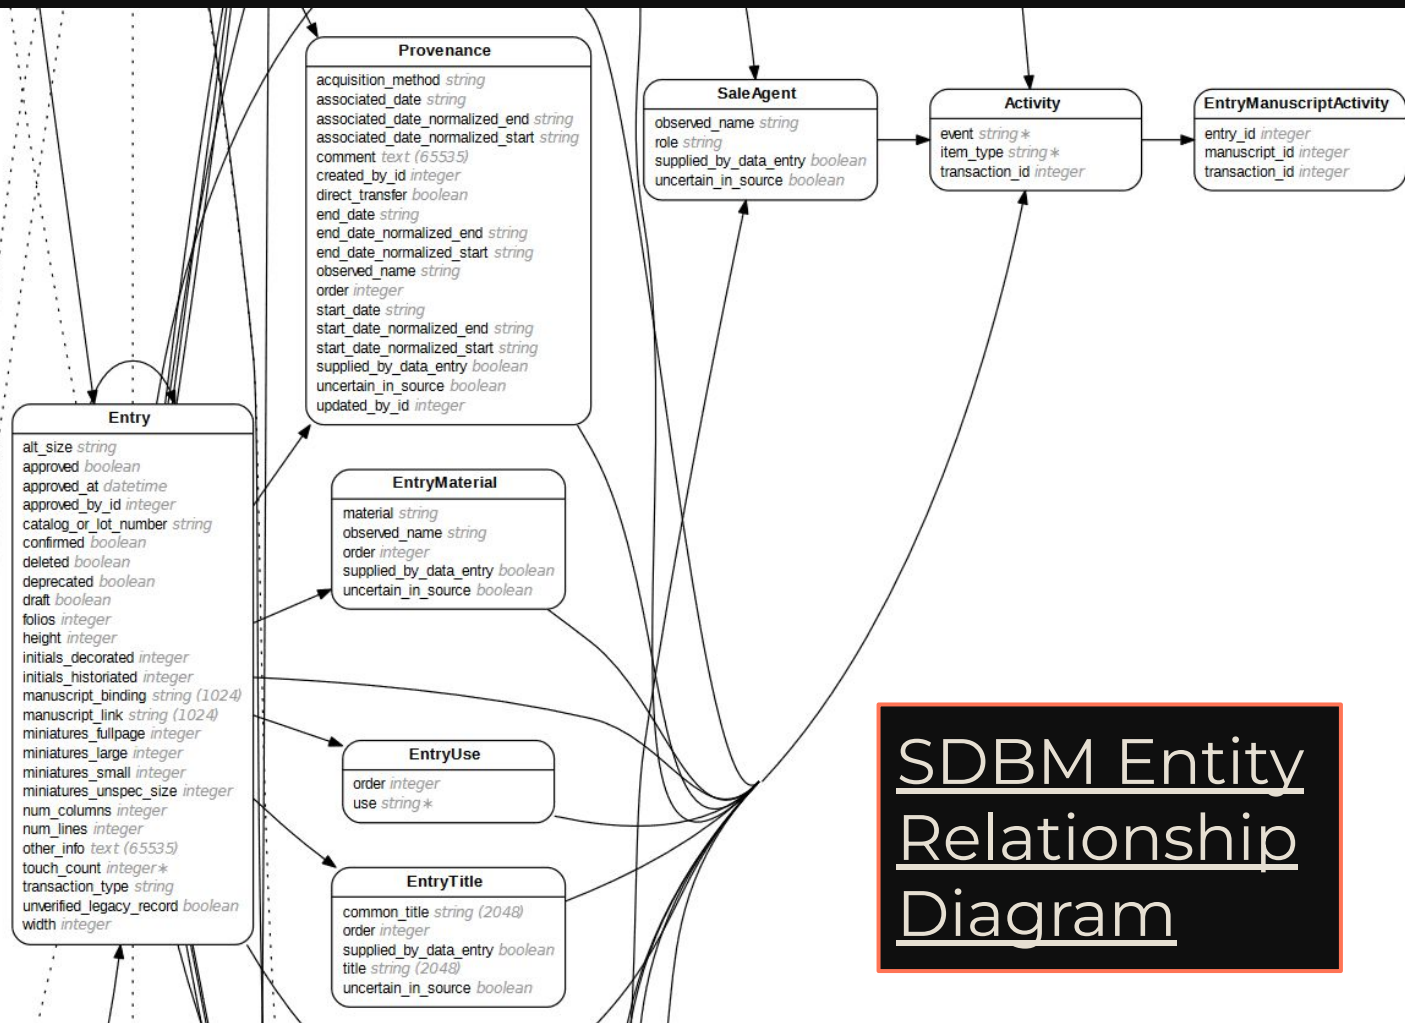 Provenance
acquisition_method string
associated_date string
associated_date_normalized_end string
associated_date_normalized_start string
comment text (65535)
created_by_id integer
direct_transfer boolean
end_date string
end_date_normalized_end string
end_date_normalized_start string
observed_name string
order integer
start_date string
start_date_normalized_end string
start_date_normalized_start string
supplied_by_data_entry boolean
uncertain_in_source boolean
updated_by_id integer
SaleAgent
observed_name string
role string
supplied_by_data_entry boolean
uncertain_in_source boolean
Activity
event string∗
item_type string∗
transaction_id integer
EntryManuscriptActivity
entry_id integer
manuscript_id integer
transaction_id integer
Entry
alt_size string
approved boolean
approved_at datetime
approved_by_id integer
catalog_or_lot_number string
confirmed boolean
deleted boolean
deprecated boolean
draft boolean
folios integer
height integer
initials_decorated integer
initials_historiated integer
manuscript_binding string (1024)
manuscript_link string (1024)
miniatures_fullpage integer
miniatures_large integer
miniatures_small integer
miniatures_unspec_size integer
num_columns integer
num_lines integer
other_info text (65535)
touch_count integer∗
transaction_type string
unverified_legacy_record boolean
width integer
EntryMaterial
material string
observed_name string
order integer
supplied_by_data_entry boolean
uncertain_in_source boolean
EntryUse
order integer
use string∗
EntryTitle
common_title string (2048)
order integer
supplied_by_data_entry boolean
title string (2048)
uncertain_in_source boolean
SDBM Entity
Relationship
Diagram